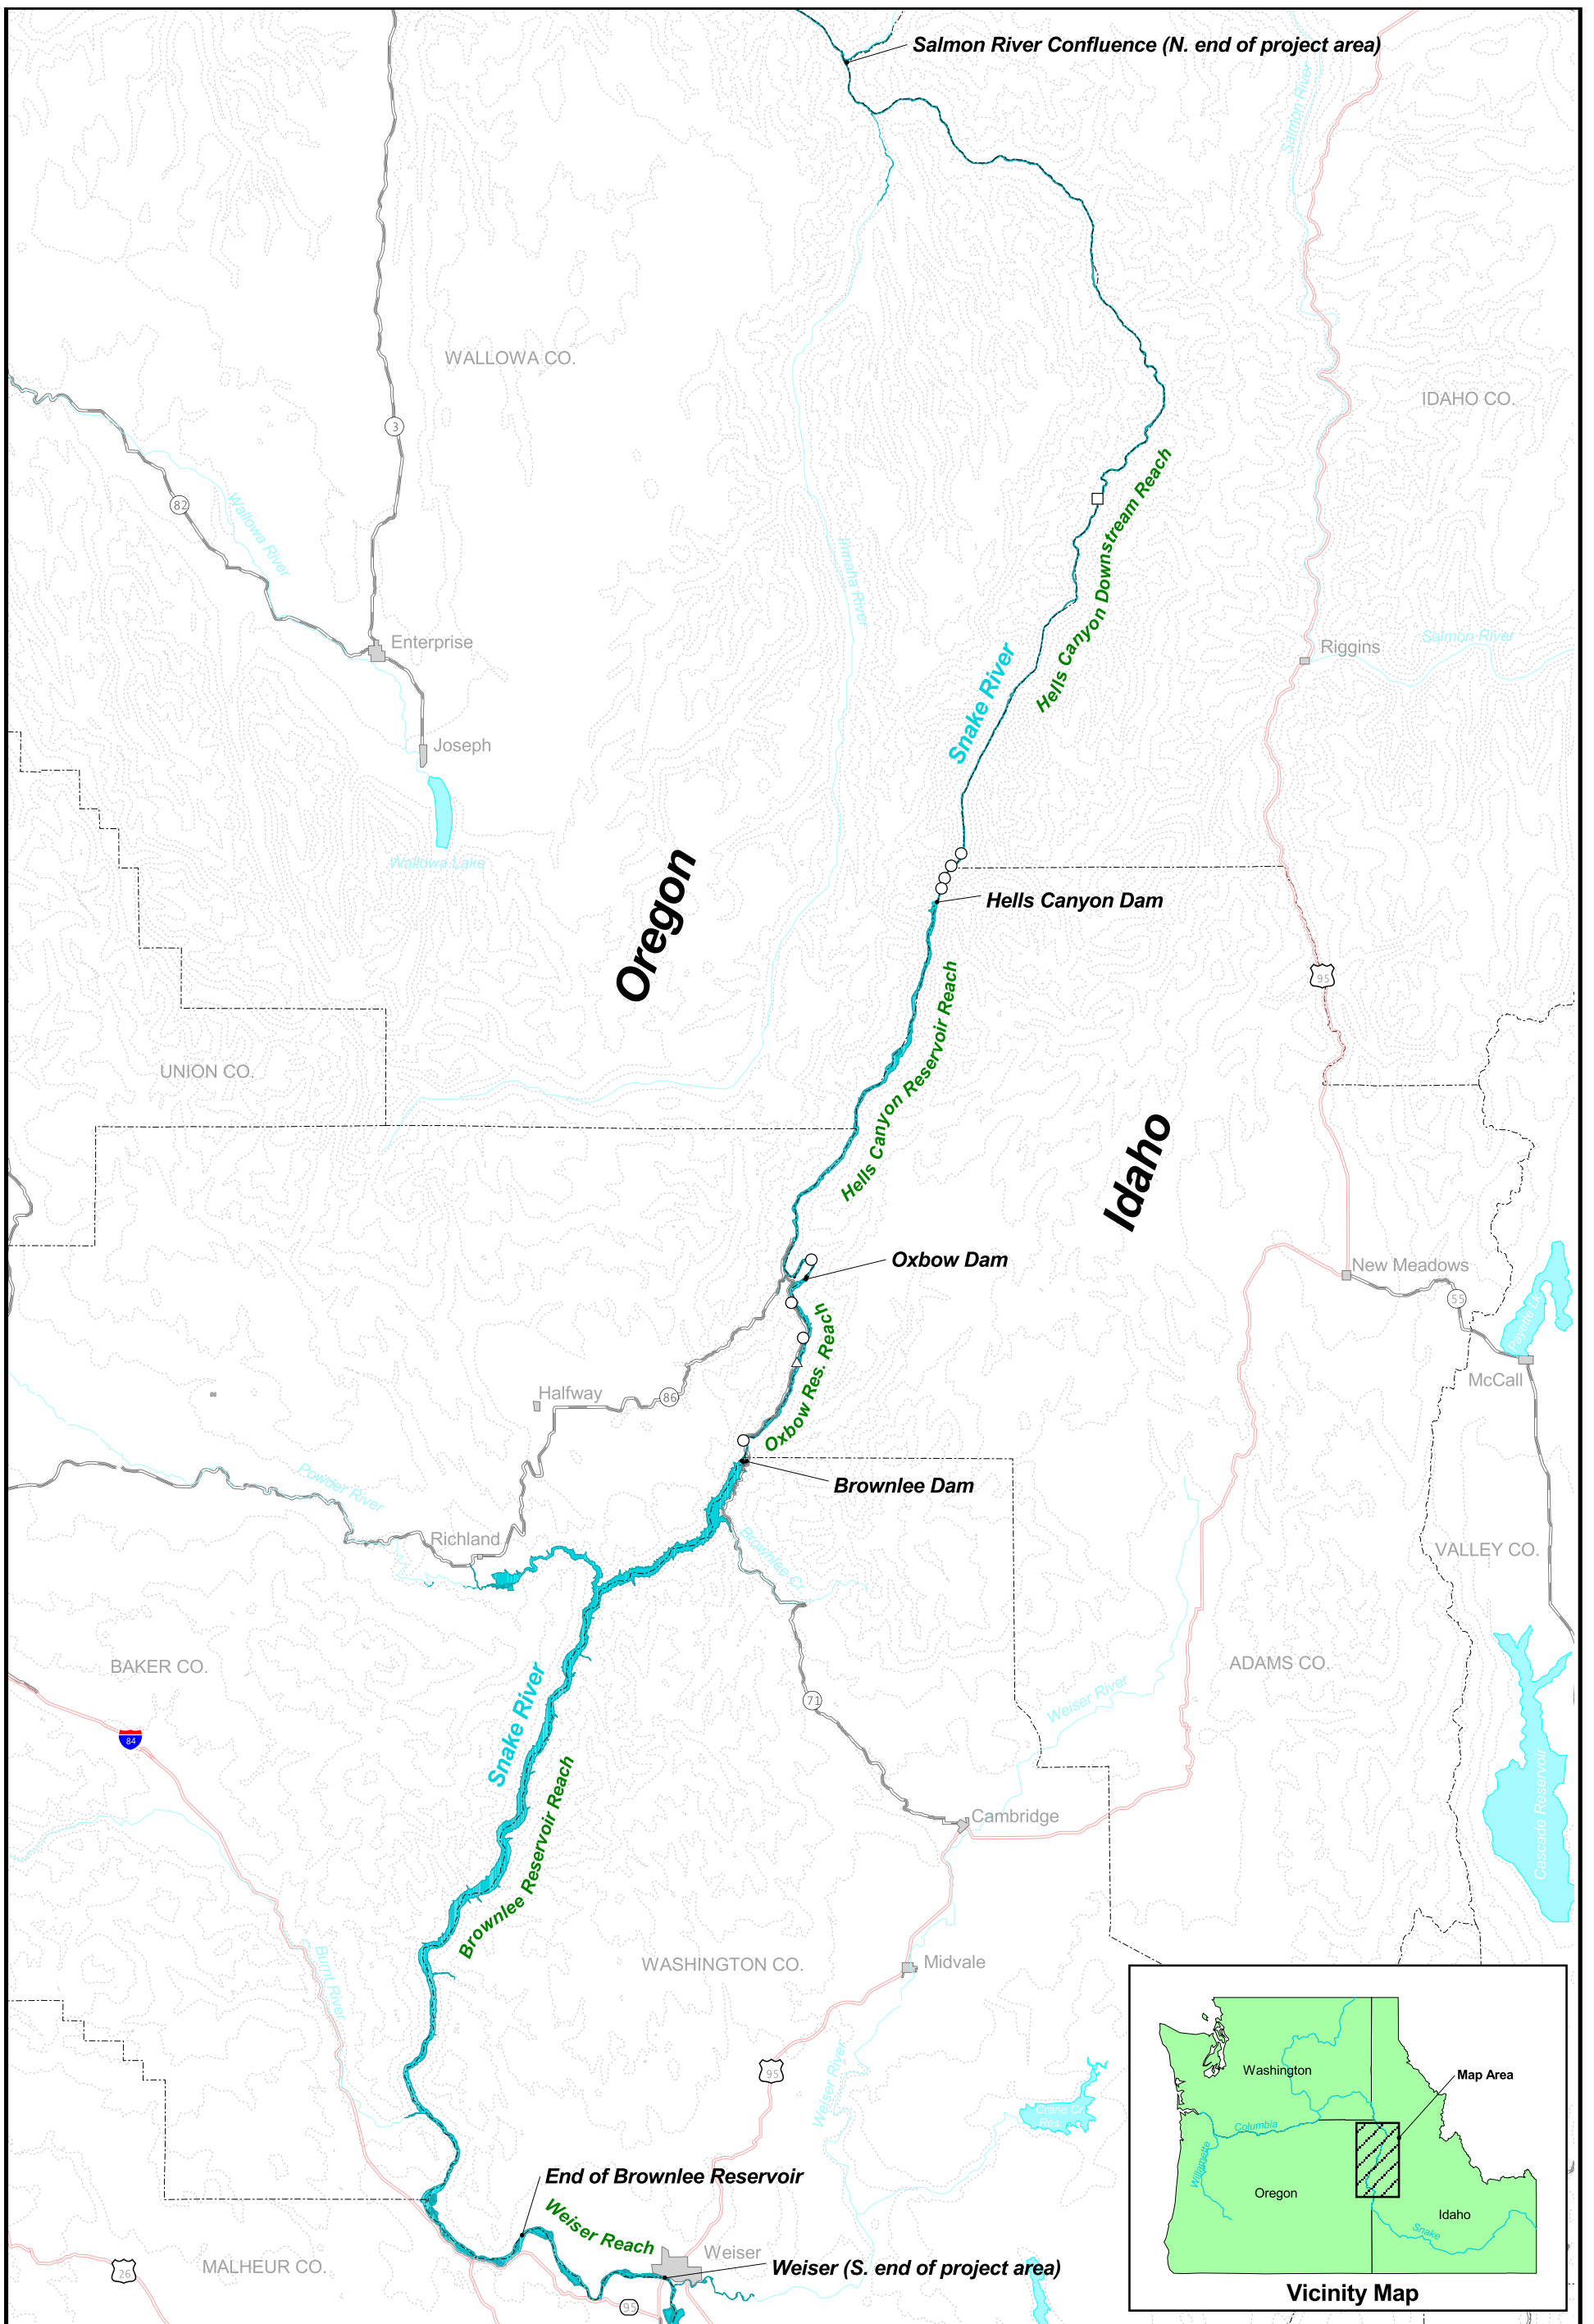 Salmon River Confluence (N. end of project area)
Salmon River
WALLOWA CO.
IDAHO CO.
3
82
Wallowa River
Hells Canyon Downstream Reach
Imnaha River
Enterprise
Riggins
Salmon River
Snake River
Joseph
Wallowa Lake
Oregon
Hells Canyon Dam
95
Hells Canyon Reservoir Reach
UNION CO.
Idaho
Oxbow Dam
New Meadows
55
Payette Lk.
McCall
Oxbow Res. Reach
Halfway
86
86
Powder River
Brownlee Dam
Richland
Brownlee Cr.
VALLEY CO.
BAKER CO.
ADAMS CO.
Snake River
71
Weiser River
84
Brownlee Reservoir Reach
Cambridge
Cascade Reservoir
Burnt River
WASHINGTON CO.
Midvale
95
Weiser River
Crane Cr.
Res.
End of Brownlee Reservoir
Weiser Reach
Weiser
MALHEUR CO.
26
Weiser (S. end of project area)
95
Washington
Map Area
Columbia
Willamette
Oregon
Idaho
Snake
Vicinity Map